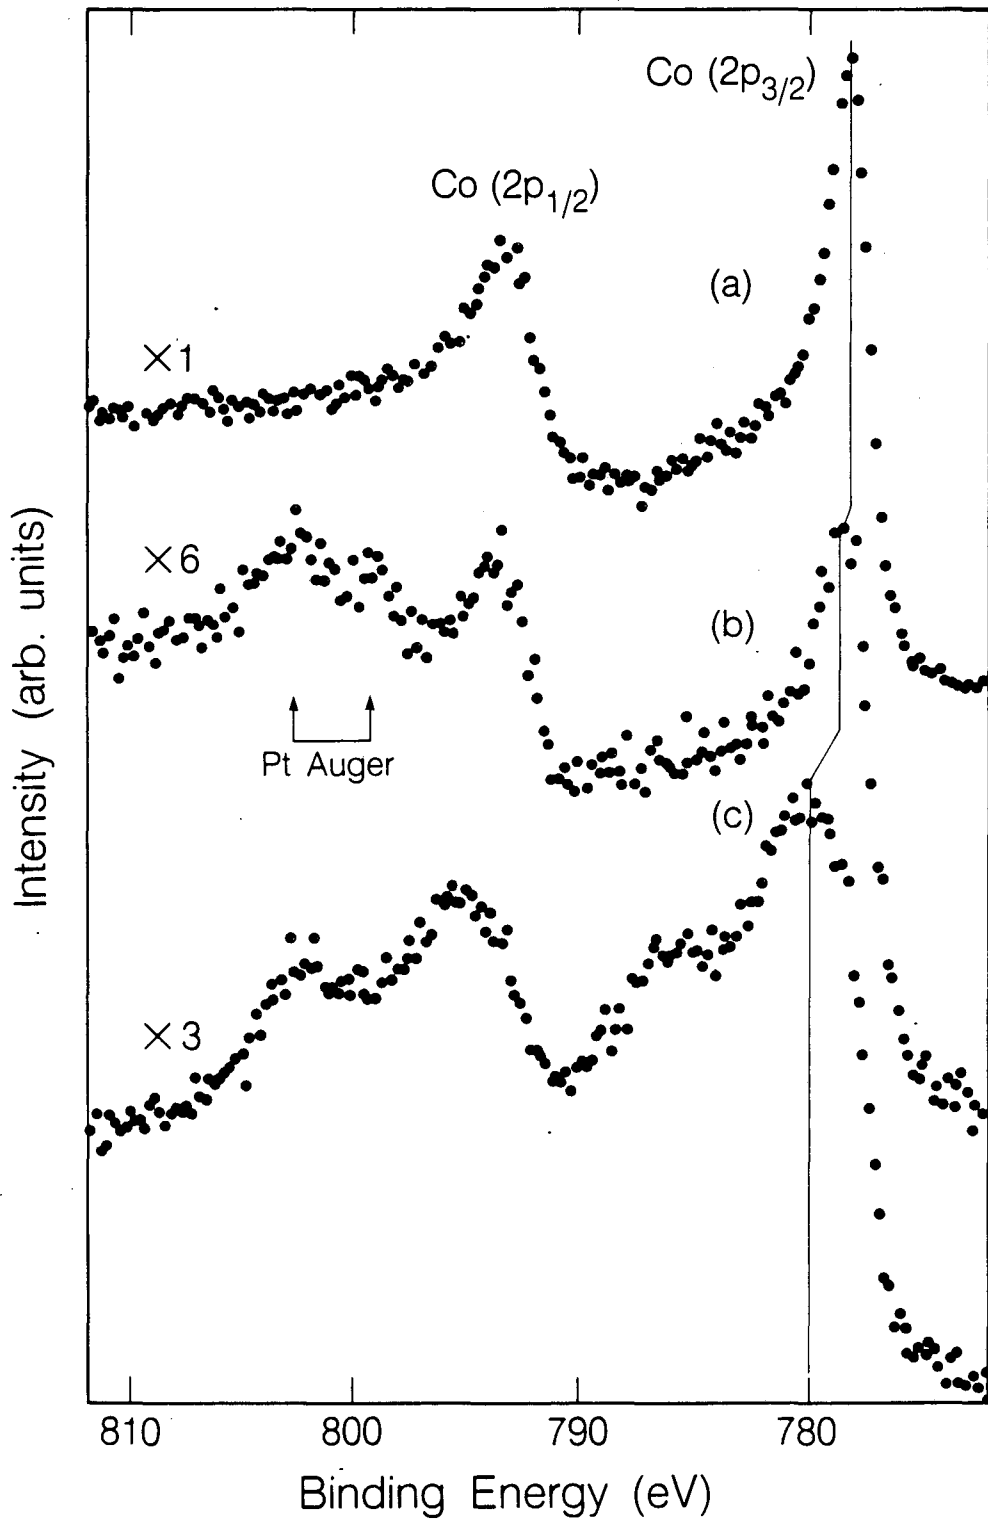 Co (2p3/2)
Co (2p1/2)
(a)
×1
×6
(b)
Pt Auger
(c)
×3
Intensity (arb. units)
810 800 790 780
Binding Energy (eV)